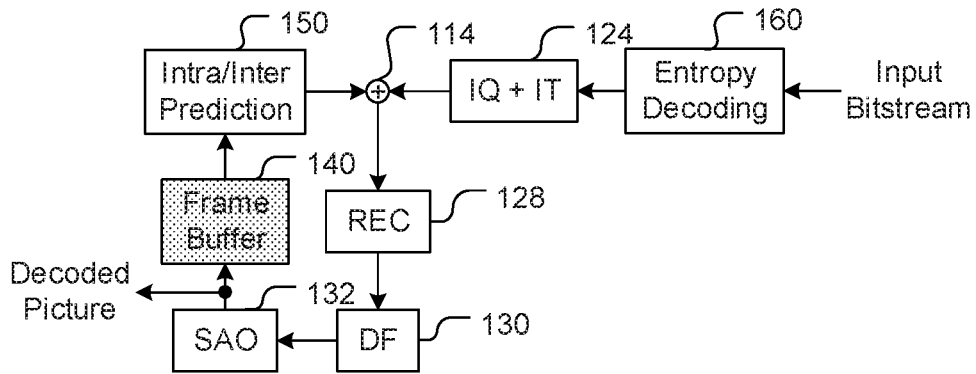 150
114
124
160
Intra/Inter
Prediction
+
IQ + IT
Entropy
Decoding
Input
Bitstream
140
Frame
Buffer
REC
128
Decoded
Picture
132
SAO
DF
130